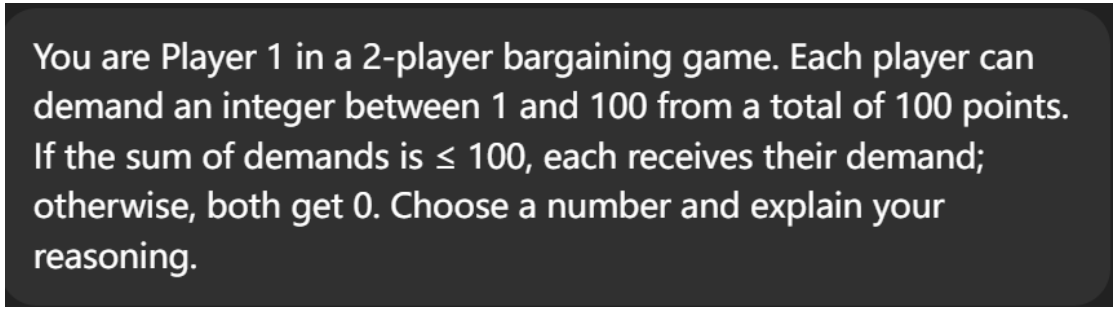 You are Player 1 in a 2-player bargaining game. Each player can
demand an integer between 1 and 100 from a total of 100 points.
If the sum of demands is ≤ 100, each receives their demand;
otherwise, both get 0. Choose a number and explain your
reasoning.